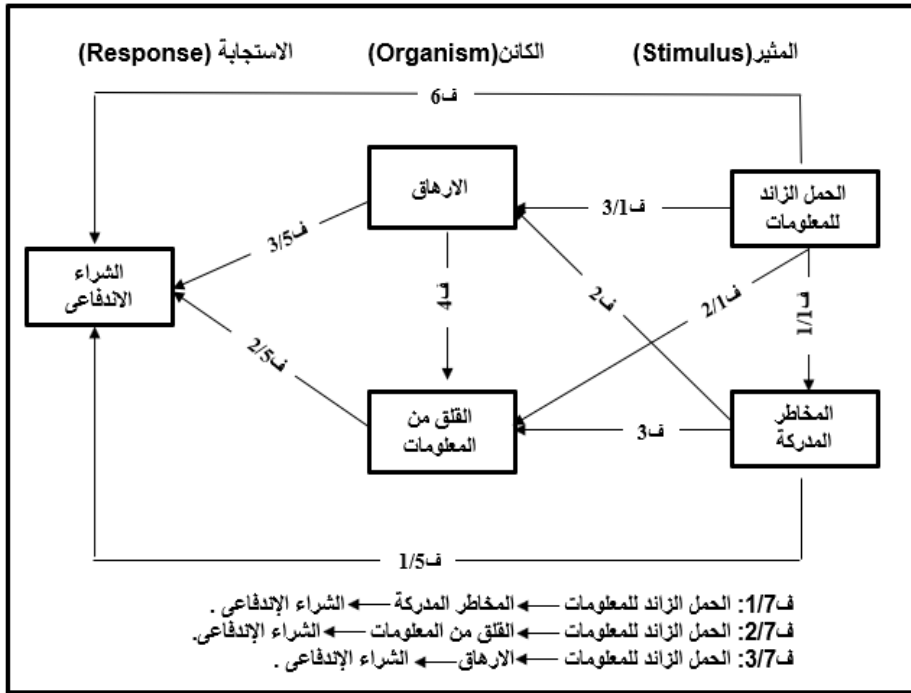 المثير(Stimulus)
الكائن(Organism)
الاستجابة (Response)
ف6
الارهاق
الحمل الزائد
للمعلومات
ف3/1
ف3/5
الشراء
الاندفاعى
ف4
ف2
ف2/1
ف1/1
ف2/5
القلق من
المعلومات
ف3
المخاطر
المدركة
ف1/5
ف1/7: الحمل الزائد للمعلومات ← المخاطر المدركة ← الشراء الإندفاعى .
ف2/7: الحمل الزائد للمعلومات ← القلق من المعلومات ← الشراء الإندفاعى.
ف3/7: الحمل الزائد للمعلومات ← الارهاق ← الشراء الإندفاعى .